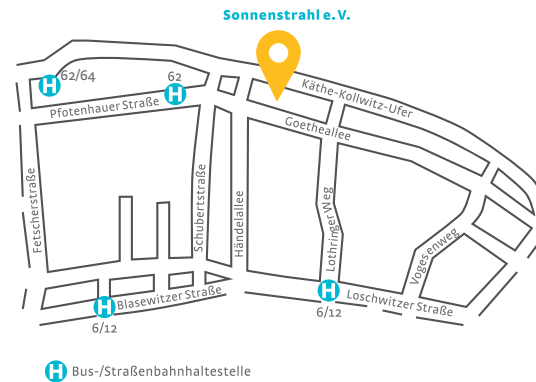 Sonnenstrahl e.V.
62/64
62
H
H
Käthe-Kollwitz-Ufer
Pfotenhauer Straße
Goetheallee
Fetscherstraße
Schubertstraße
Händelallee
Lothringer Weg
Vogesenweg
Blasewitzer Straße
Loschwitzer Straße
H
H
6/12
6/12
H Bus-/Straßenbahnhaltestelle